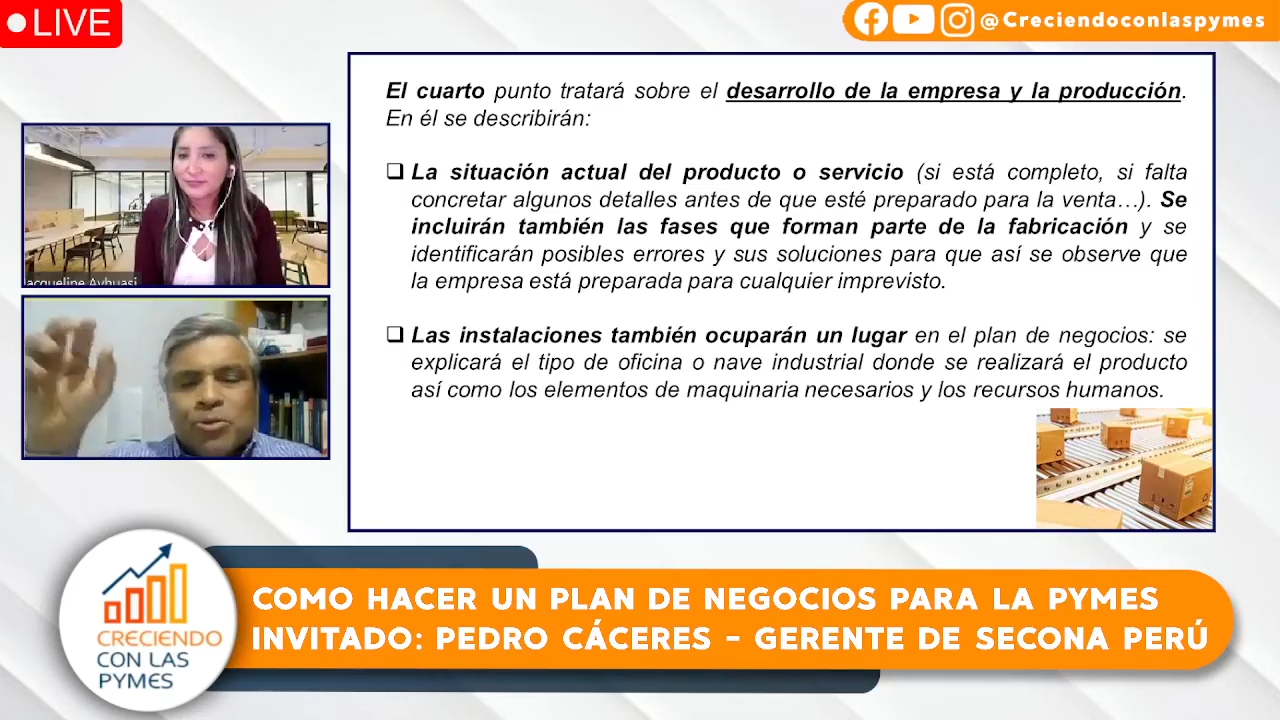 LIVE
@Creciendoconlaspymes
El cuarto punto tratará sobre el desarrollo de la empresa y la producción.
En él se describirán:
La situación actual del producto o servicio (si está completo, si falta
concretar algunos detalles antes de que esté preparado para la venta…). Se
incluirán también las fases que forman parte de la fabricación y se
identificarán posibles errores y sus soluciones para que así se observe que
la empresa está preparada para cualquier imprevisto.
Las instalaciones también ocuparán un lugar en el plan de negocios: se
explicará el tipo de oficina o nave industrial donde se realizará el producto
así como los elementos de maquinaria necesarios y los recursos humanos.
acqueline Ayhuasi
CRECIENDO
CON LAS
PYMES
COMO HACER UN PLAN DE NEGOCIOS PARA LA PYMES
INVITADO: PEDRO CÁCERES - GERENTE DE SECONA PERÚ